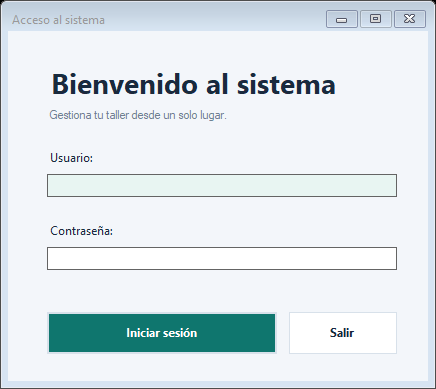 Acceso al sistema
Bienvenido al sistema
Gestiona tu taller desde un solo lugar.
Usuario:
Contraseña:
Iniciar sesión
Salir